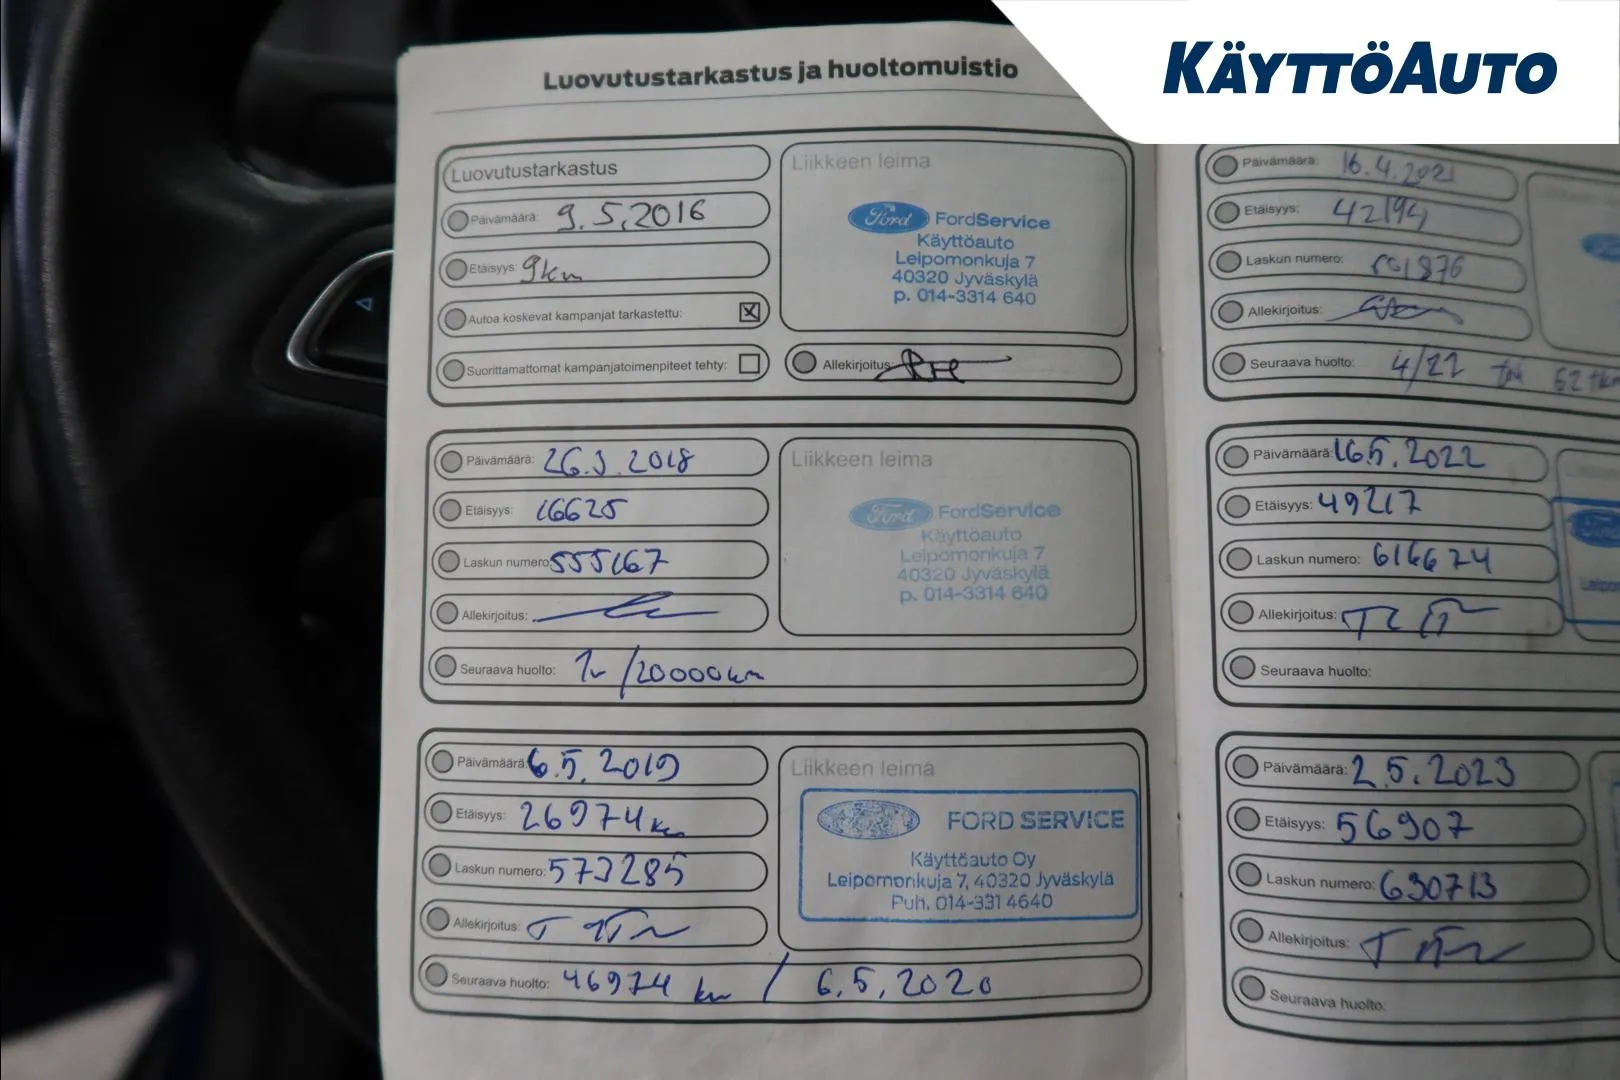 KÄYTTÖAUTO
Luovutustarkastus ja huoltomuistio
Luovutustarkastus
Päivämäärä: 9.5.2016
Etäisyys: 9km
Autoa koskevat kampanjat tarkastettu:
Suorittamattomat kampanjatoimenpiteet tehty:
Liikkeen leima
Ford FordService
Käyttöauto
Leipomonkuja 7
40320 Jyväskylä
p. 014-3314 640
Allekirjoitus:
Päivämäärä: 26.3.2018
Etäisyys: 16625
Laskun numero: 555167
Allekirjoitus:
Seuraava huolto: 1v /20000km
Liikkeen leima
Ford FordService
Käyttöauto
Leipomonkuja 7
40320 Jyväskylä
p. 014-3314 640
Päivämäärä: 6.5.2019
Etäisyys: 26974 km
Laskun numero: 573285
Allekirjoitus:
Seuraava huolto: 46974 km / 6.5.2020
Liikkeen leima
FORD SERVICE
Käyttöauto Oy
Leipomonkuja 7, 40320 Jyväskylä
Puh. 014-331 4640
Päivämäärä: 16.4.2021
Etäisyys: 42194
Laskun numero: 601876
Allekirjoitus:
Seuraava huolto: 4/22 62 tkm
Päivämäärä: 16.5.2022
Etäisyys: 49217
Laskun numero: 616674
Allekirjoitus:
Seuraava huolto:
Päivämäärä: 2.5.2023
Etäisyys: 56907
Laskun numero: 630713
Allekirjoitus:
Seuraava huolto: